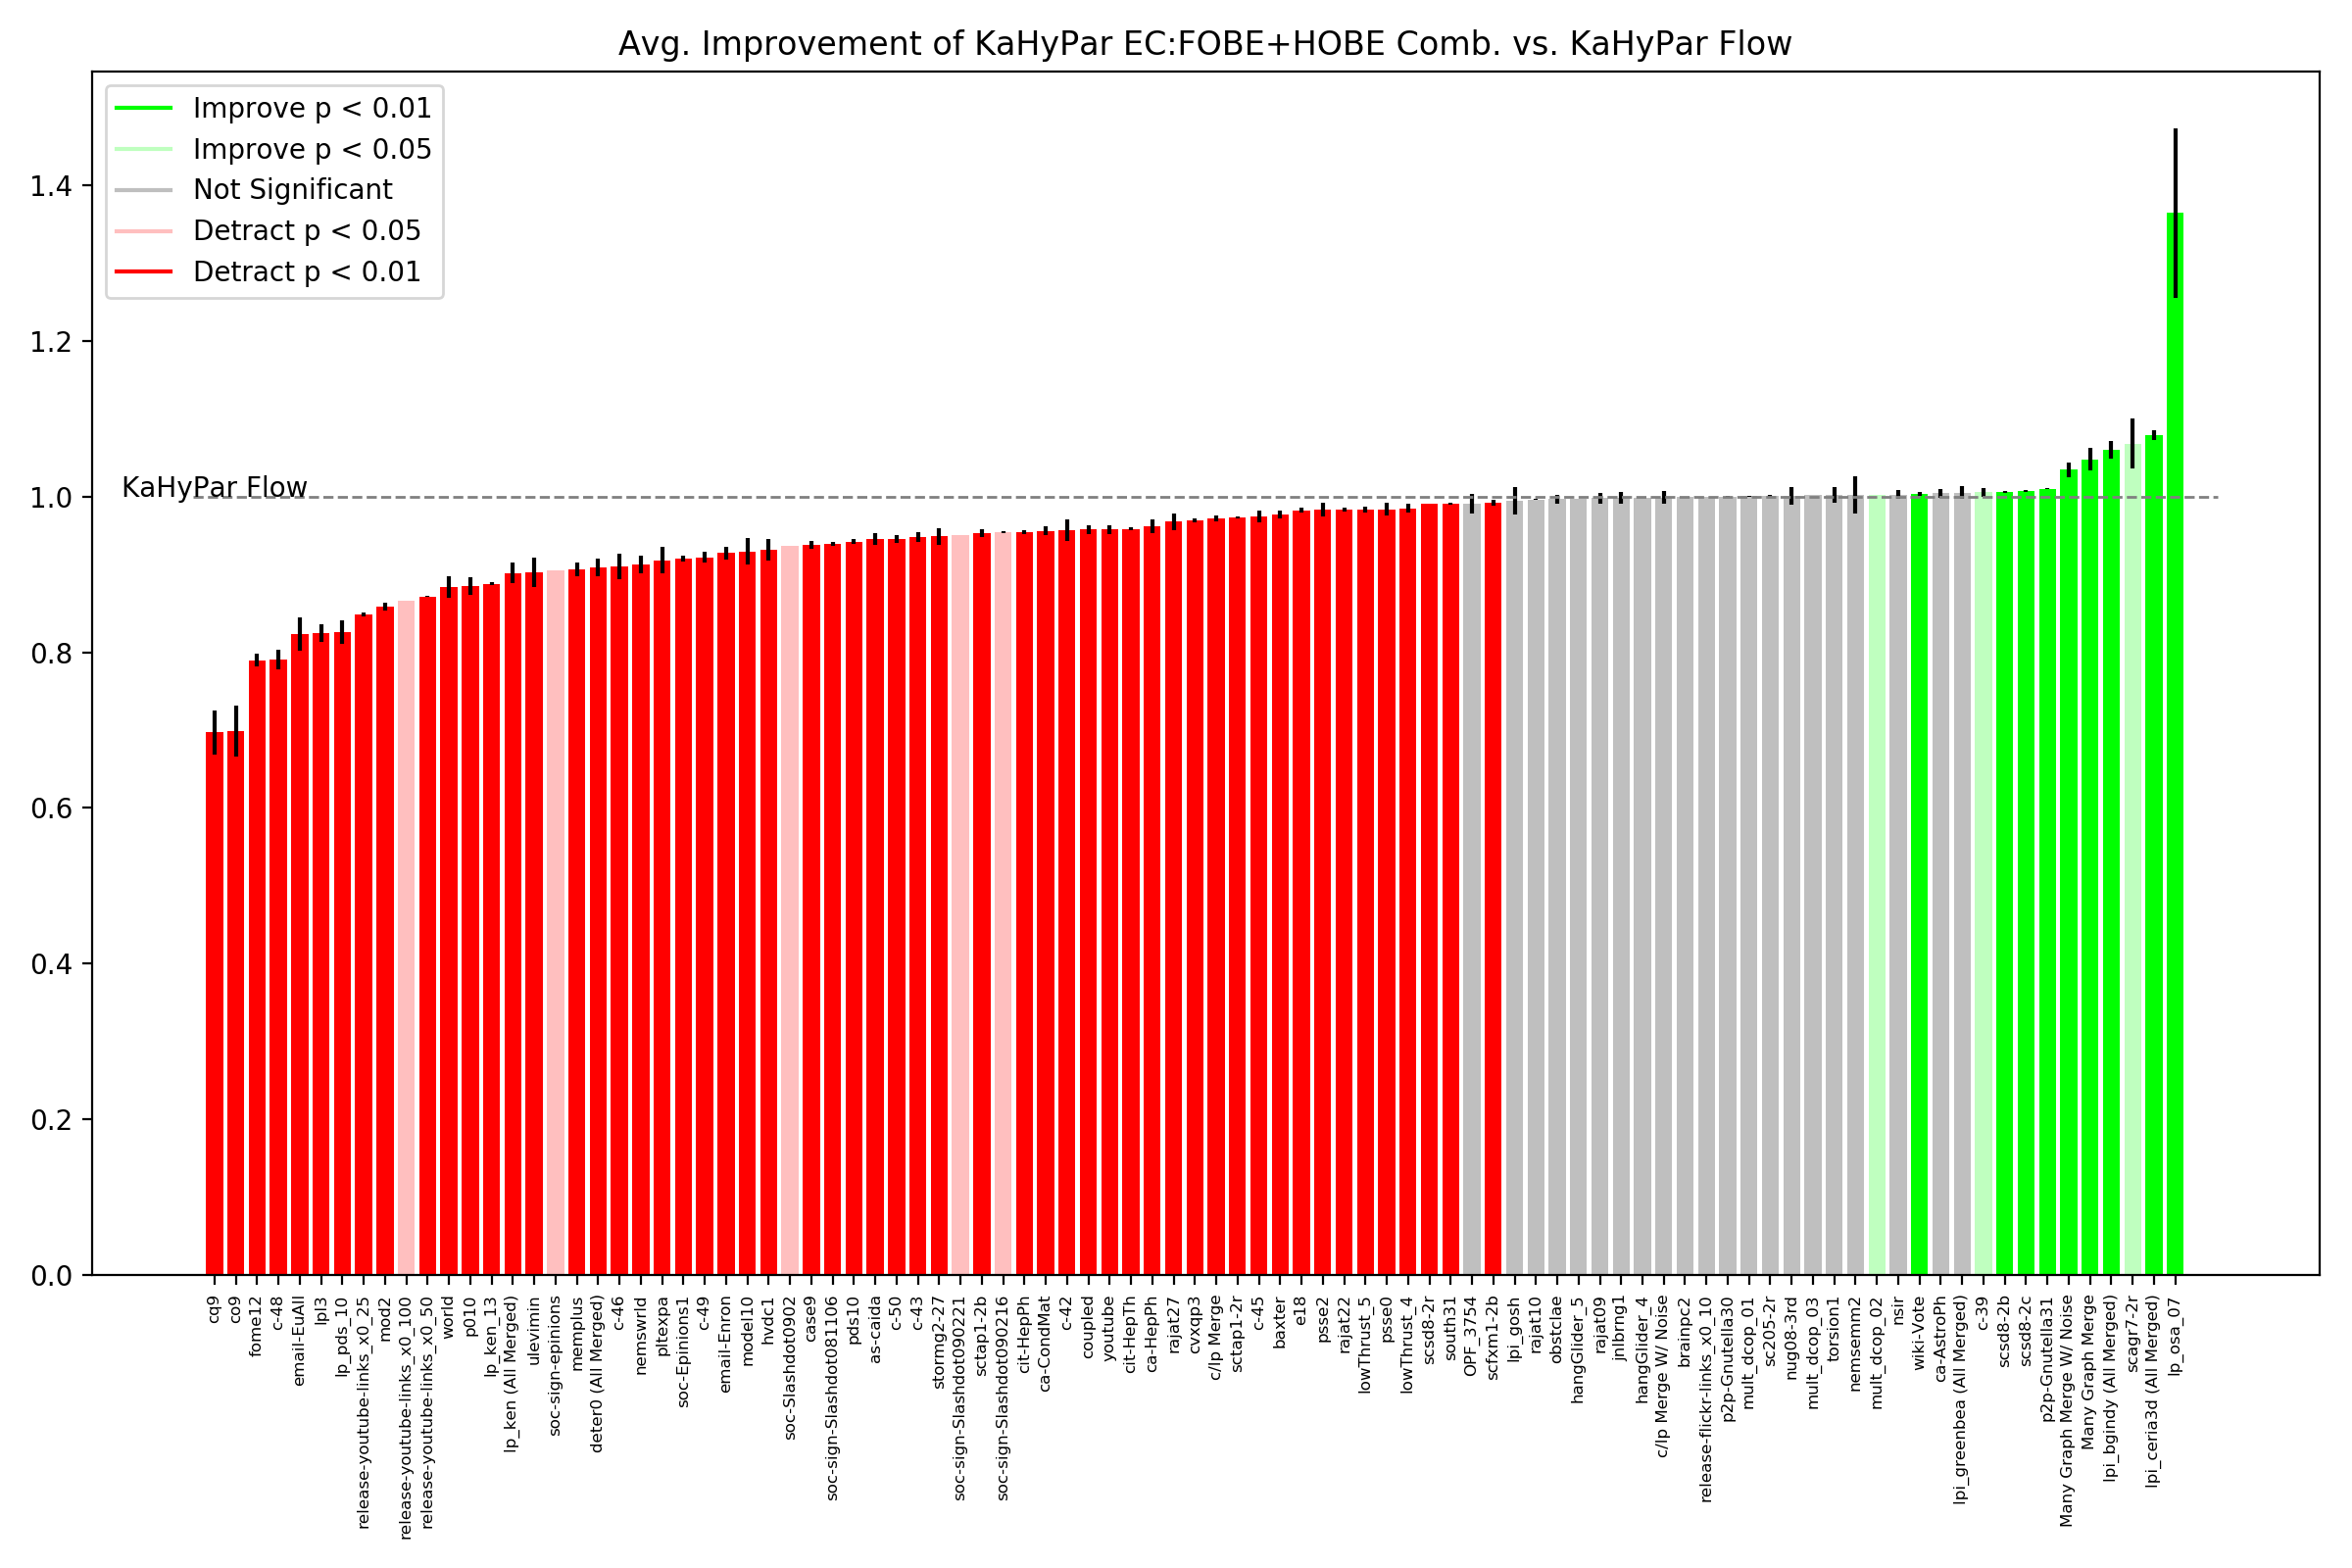 Avg. Improvement of KaHyPar EC:FOBE+HOBE Comb. vs. KaHyPar Flow
Improve p < 0.01
Improve p < 0.05
Not Significant
Detract p < 0.05
Detract p < 0.01
1.4
1.2
1.0
0.8
0.6
0.4
0.2
0.0
KaHyPar Flow
cq9
co9
fome12
c-48
email-EuAll
lpl3
lp_pds_10
release-youtube-links_x0_25
mod2
release-youtube-links_x0_100
release-youtube-links_x0_50
world
p010
lp_ken_13
lp_ken (All Merged)
ulevimin
soc-sign-epinions
memplus
deter0 (All Merged)
c-46
nemswrld
pltexpa
soc-Epinions1
c-49
email-Enron
model10
hvdc1
soc-Slashdot0902
case9
soc-sign-Slashdot081106
pds10
as-caida
c-50
c-43
stormg2-27
soc-sign-Slashdot090221
sctap1-2b
soc-sign-Slashdot090216
cit-HepPh
ca-CondMat
c-42
coupled
youtube
cit-HepTh
ca-HepPh
rajat27
cvxqp3
c/lp Merge
sctap1-2r
c-45
baxter
e18
psse2
rajat22
lowThrust_5
psse0
lowThrust_4
scsd8-2r
south31
OPF_3754
scfxm1-2b
lpi_gosh
rajat10
obstclae
hangGlider_5
rajat09
jnlbrng1
hangGlider_4
c/lp Merge W/ Noise
brainpc2
release-flickr-links_x0_10
p2p-Gnutella30
mult_dcop_01
sc205-2r
nug08-3rd
mult_dcop_03
torsion1
nemsemm2
mult_dcop_02
nsir
wiki-Vote
ca-AstroPh
lpi_greenbea (All Merged)
c-39
scsd8-2b
scsd8-2c
p2p-Gnutella31
Many Graph Merge W/ Noise
Many Graph Merge
lpi_bgindy (All Merged)
scagr7-2r
lpi_ceria3d (All Merged)
lp_osa_07